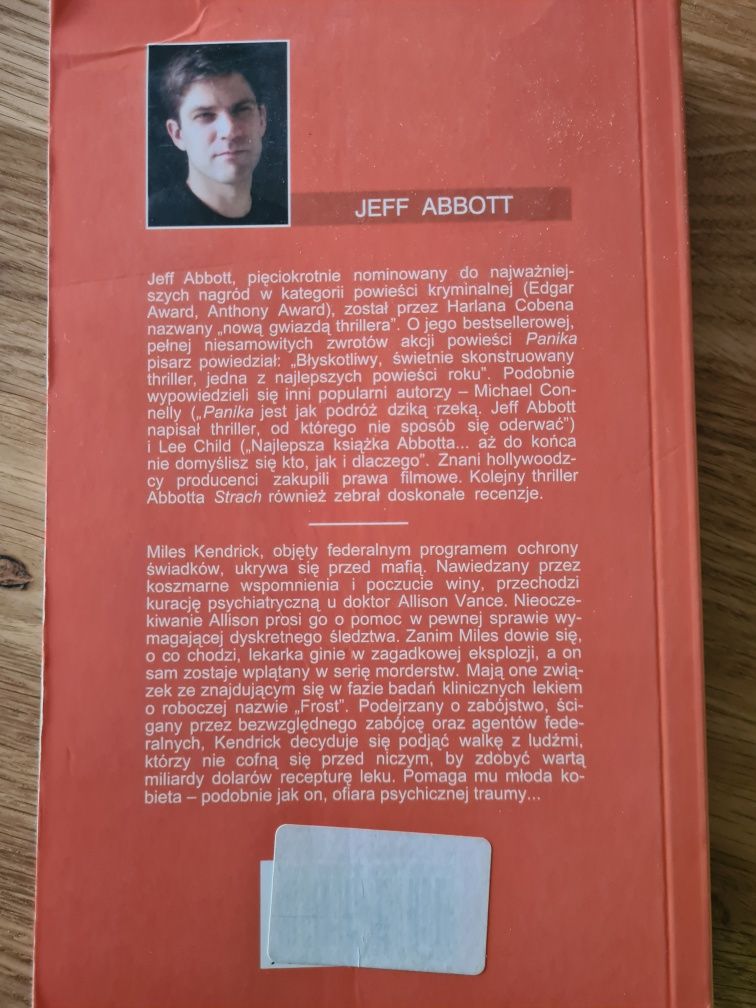 JEFF ABBOTT
Jeff Abbott, pięciokrotnie nominowany do najważniej-
szych nagród w kategorii powieści kryminalnej (Edgar
Award, Anthony Award), został przez Harlana Cobena
nazwany „nową gwiazdą thrillera”. O jego bestsellerowej,
pełnej niesamowitych zwrotów akcji powieści Panika
pisarz powiedział: „Błyskotliwy, świetnie skonstruowany
thriller, jedna z najlepszych powieści roku”. Podobnie
wypowiedzieli się inni popularni autorzy – Michael Con-
nelly („Panika jest jak podróż dziką rzeką. Jeff Abbott
napisał thriller, od którego nie sposób się oderwać”)
i Lee Child („Najlepsza książka Abbotta... aż do końca
nie domyślisz się kto, jak i dlaczego”. Znani hollywoodz-
cy producenci zakupili prawa filmowe. Kolejny thriller
Abbotta Strach również zebrał doskonałe recenzje.
Miles Kendrick, objęty federalnym programem ochrony
świadków, ukrywa się przed mafią. Nawiedzany przez
koszmarne wspomnienia i poczucie winy, przechodzi
kurację psychiatryczną u doktor Allison Vance. Nieocze-
kiwanie Allison prosi go o pomoc w pewnej sprawie wy-
magającej dyskretnego śledztwa. Zanim Miles dowie się,
o co chodzi, lekarka ginie w zagadkowej eksplozji, a on
sam zostaje wplątany w serię morderstw. Mają one zwią-
zek ze znajdującym się w fazie badań klinicznych lekiem
o roboczej nazwie „Frost”. Podejrzany o zabójstwo, ści-
gany przez bezwzględnego zabójcę oraz agentów fede-
ralnych, Kendrick decyduje się podjąć walkę z ludźmi,
którzy nie cofną się przed niczym, by zdobyć wartą
miliardy dolarów recepturę leku. Pomaga mu młoda ko-
bieta – podobnie jak on, ofiara psychicznej traumy...